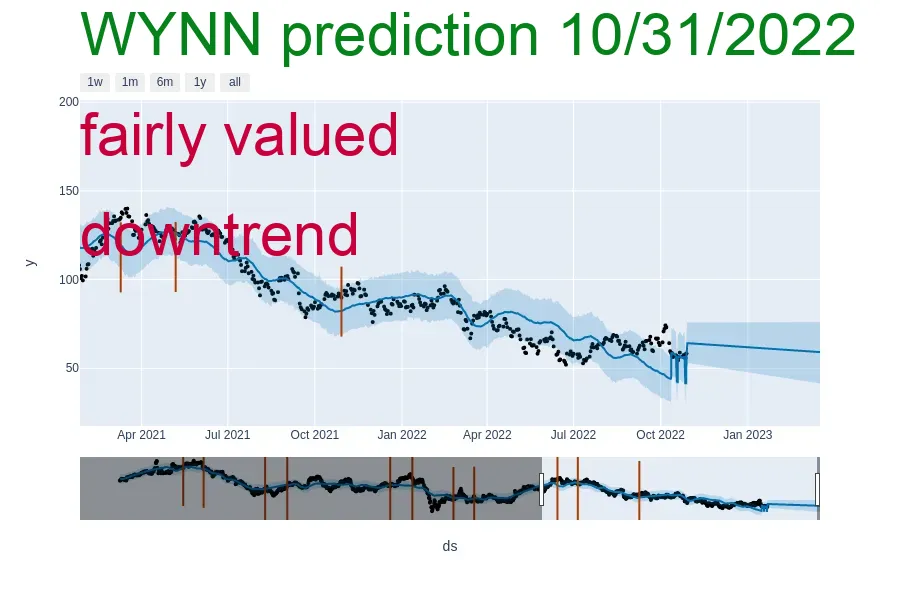 WYNN prediction 10/31/2022
1w 1m 6m 1y all
200
fairly valued
150
downtrend
y
100
50
Apr 2021 Jul 2021 Oct 2021 Jan 2022 Apr 2022 Jul 2022 Oct 2022 Jan 2023
ds